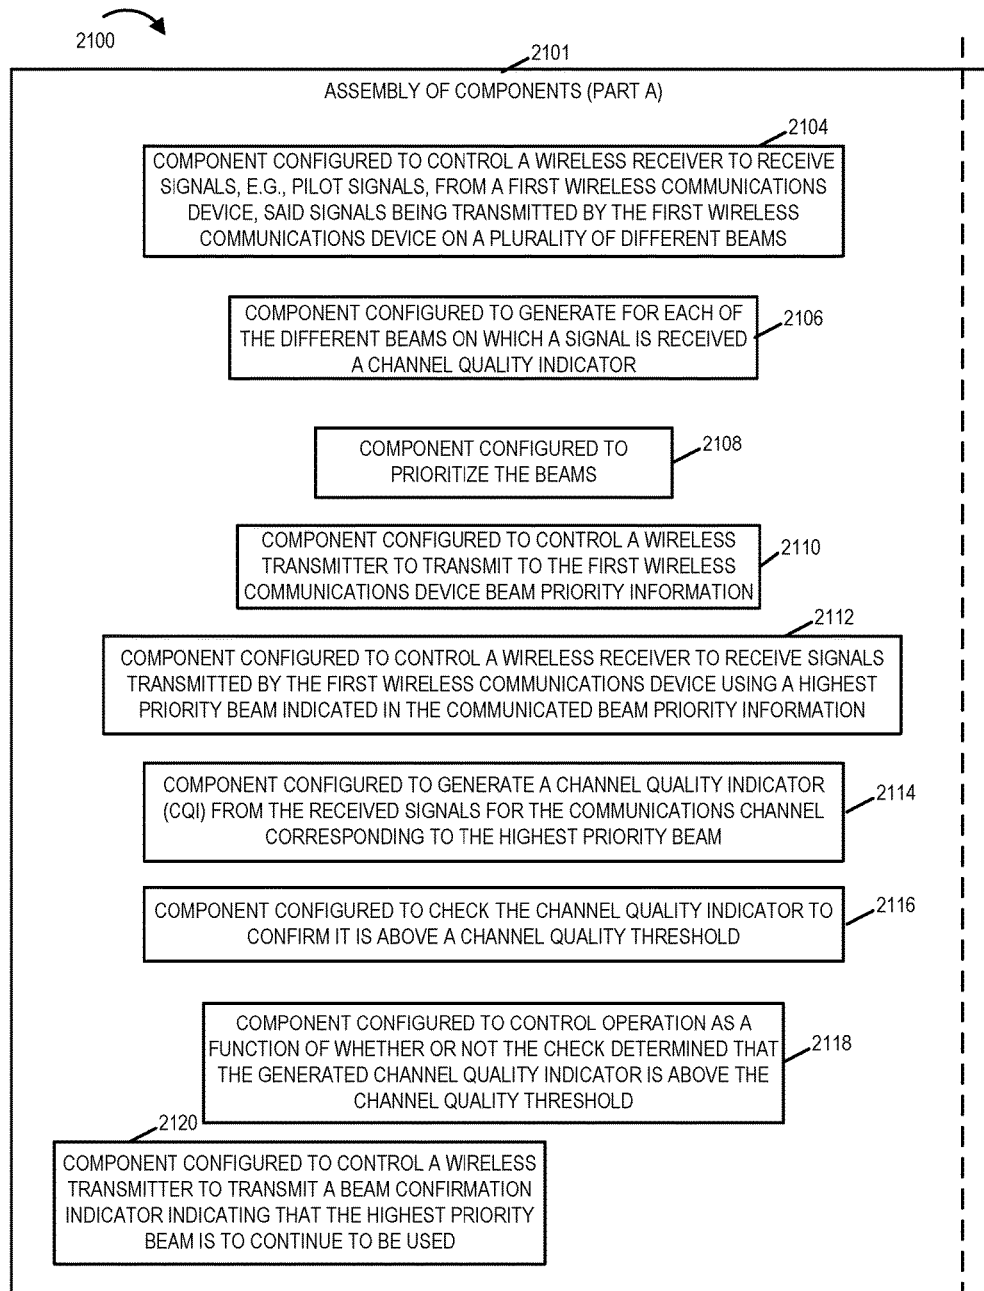 2100
2101
ASSEMBLY OF COMPONENTS (PART A)
2104
COMPONENT CONFIGURED TO CONTROL A WIRELESS RECEIVER TO RECEIVE
SIGNALS, E.G., PILOT SIGNALS, FROM A FIRST WIRELESS COMMUNICATIONS
DEVICE, SAID SIGNALS BEING TRANSMITTED BY THE FIRST WIRELESS
COMMUNICATIONS DEVICE ON A PLURALITY OF DIFFERENT BEAMS
COMPONENT CONFIGURED TO GENERATE FOR EACH OF
THE DIFFERENT BEAMS ON WHICH A SIGNAL IS RECEIVED
A CHANNEL QUALITY INDICATOR
2106
COMPONENT CONFIGURED TO
PRIORITIZE THE BEAMS
2108
COMPONENT CONFIGURED TO CONTROL A WIRELESS
TRANSMITTER TO TRANSMIT TO THE FIRST WIRELESS
COMMUNICATIONS DEVICE BEAM PRIORITY INFORMATION
2110
2112
COMPONENT CONFIGURED TO CONTROL A WIRELESS RECEIVER TO RECEIVE SIGNALS
TRANSMITTED BY THE FIRST WIRELESS COMMUNICATIONS DEVICE USING A HIGHEST
PRIORITY BEAM INDICATED IN THE COMMUNICATED BEAM PRIORITY INFORMATION
COMPONENT CONFIGURED TO GENERATE A CHANNEL QUALITY INDICATOR
(CQI) FROM THE RECEIVED SIGNALS FOR THE COMMUNICATIONS CHANNEL
CORRESPONDING TO THE HIGHEST PRIORITY BEAM
2114
COMPONENT CONFIGURED TO CHECK THE CHANNEL QUALITY INDICATOR TO
CONFIRM IT IS ABOVE A CHANNEL QUALITY THRESHOLD
2116
COMPONENT CONFIGURED TO CONTROL OPERATION AS A
FUNCTION OF WHETHER OR NOT THE CHECK DETERMINED THAT
THE GENERATED CHANNEL QUALITY INDICATOR IS ABOVE THE
CHANNEL QUALITY THRESHOLD
2118
2120
COMPONENT CONFIGURED TO CONTROL A WIRELESS
TRANSMITTER TO TRANSMIT A BEAM CONFIRMATION
INDICATOR INDICATING THAT THE HIGHEST PRIORITY
BEAM IS TO CONTINUE TO BE USED